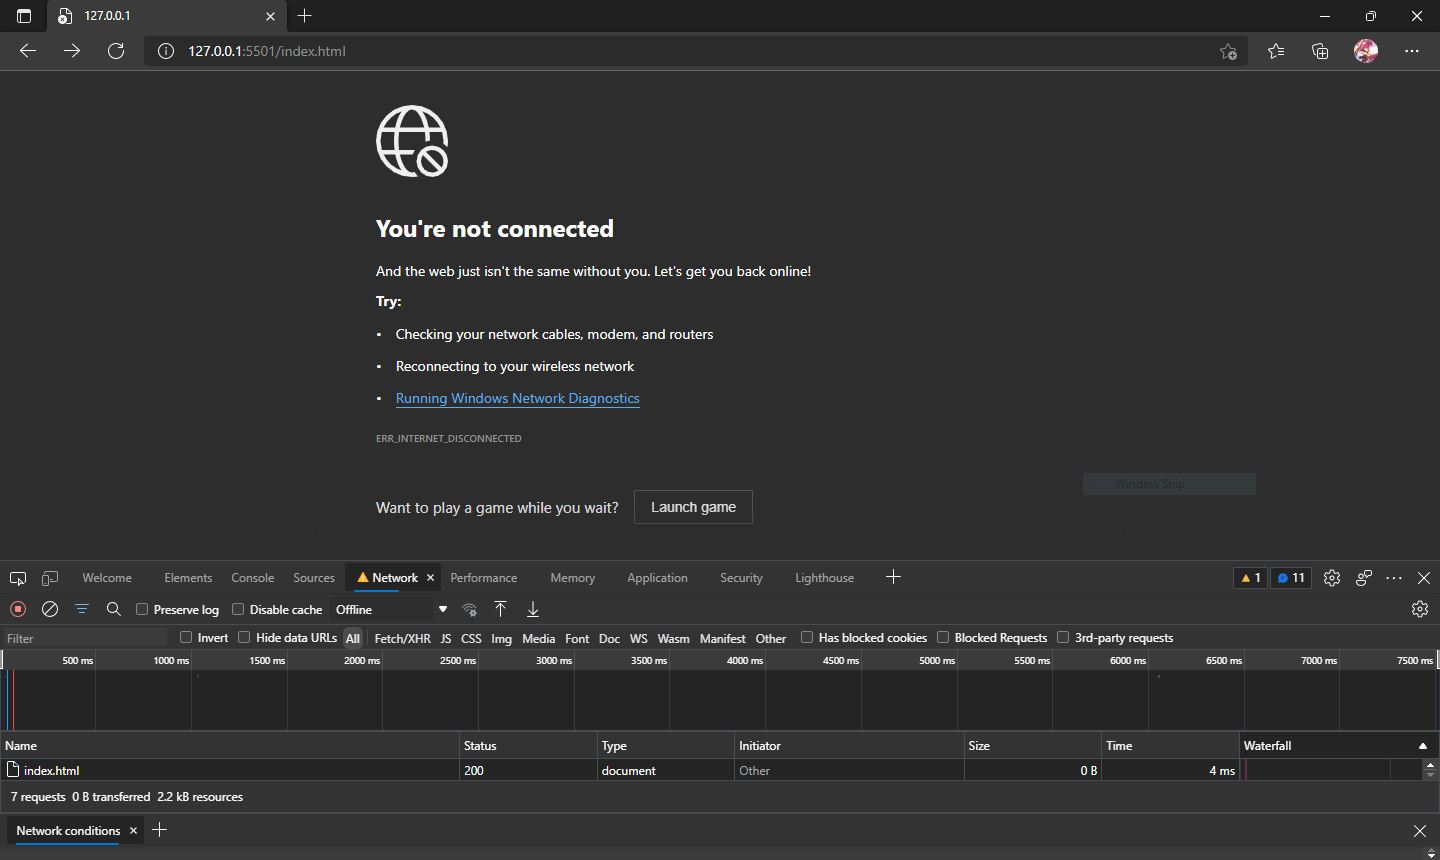 127.0.0.1
127.0.0.1:5501/index.html
You're not connected
And the web just isn't the same without you. Let's get you back online!
Try:
• Checking your network cables, modem, and routers
• Reconnecting to your wireless network
• Running Windows Network Diagnostics
ERR_INTERNET_DISCONNECTED
Window Snip
Want to play a game while you wait? Launch game
Welcome Elements Console Sources Network Performance Memory Application Security Lighthouse 1 11
Preserve log Disable cache Offline
Filter Invert Hide data URLs All Fetch/XHR JS CSS Img Media Font Doc WS Wasm Manifest Other Has blocked cookies Blocked Requests 3rd-party requests
500 ms 1000 ms 1500 ms 2000 ms 2500 ms 3000 ms 3500 ms 4000 ms 4500 ms 5000 ms 5500 ms 6000 ms 6500 ms 7000 ms 7500 ms
Name Status Type Initiator Size Time Waterfall
index.html 200 document Other 0 B 4 ms
7 requests 0 B transferred 2.2 kB resources
Network conditions